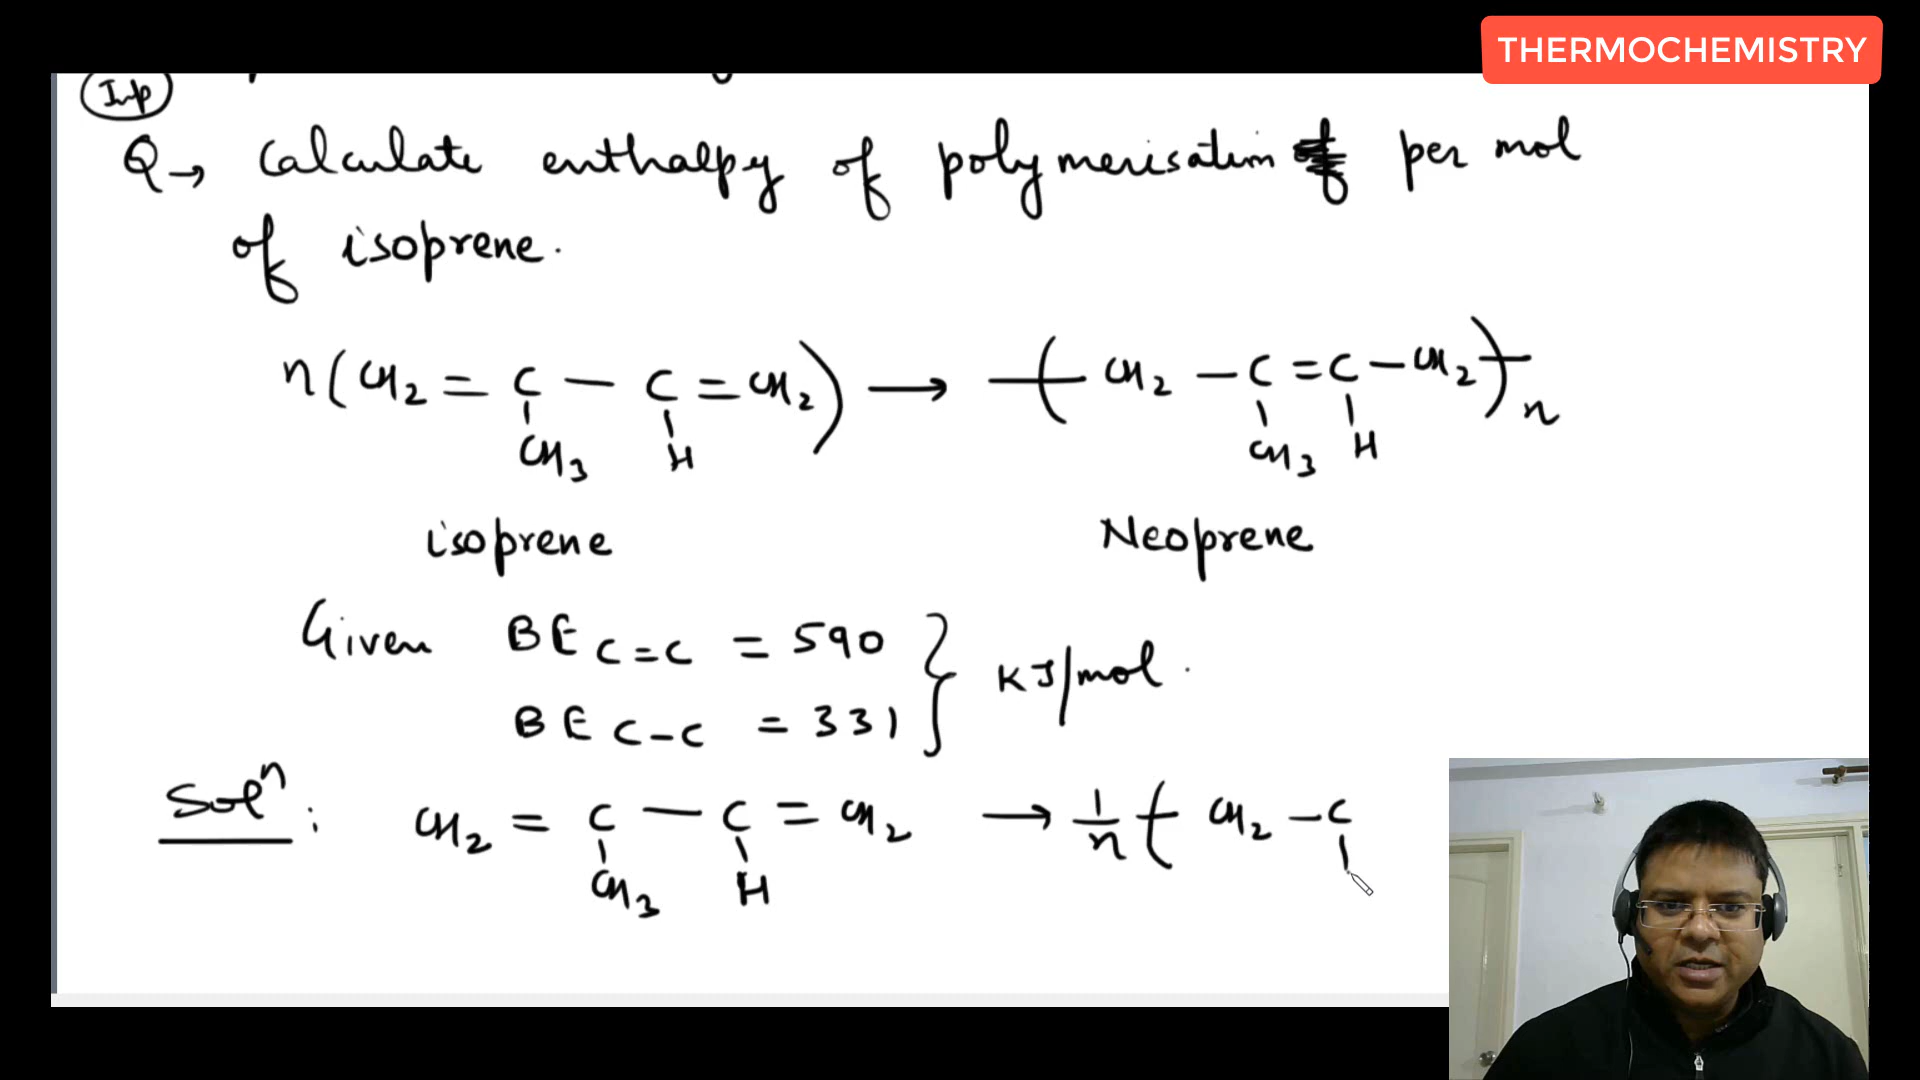 THERMOCHEMISTRY
Imp
Q→ Calculate enthalpy of polymerisation per mol
of isoprene.
n(CH2 = C — C = CH2) → —( CH2 — C = C — CH2 )—n
CH3 H CH3 H
isoprene Neoprene
Given BE C=C = 590
BE C-C = 331 } KJ/mol.
Soln : CH2 = C — C = CH2 → 1/n —( CH2 — C
CH3 H